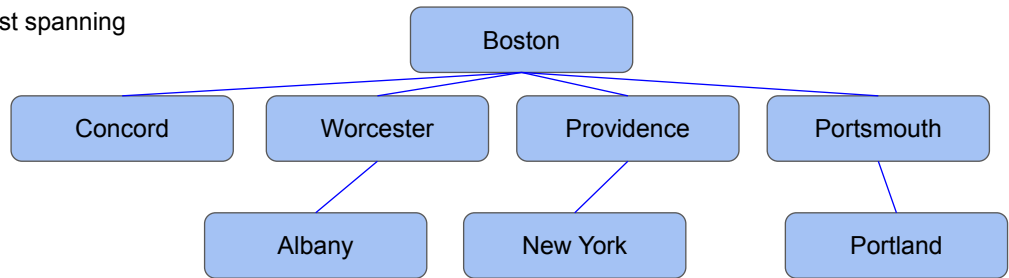 st spanning
Boston
Concord Worcester Providence Portsmouth
Albany New York Portland